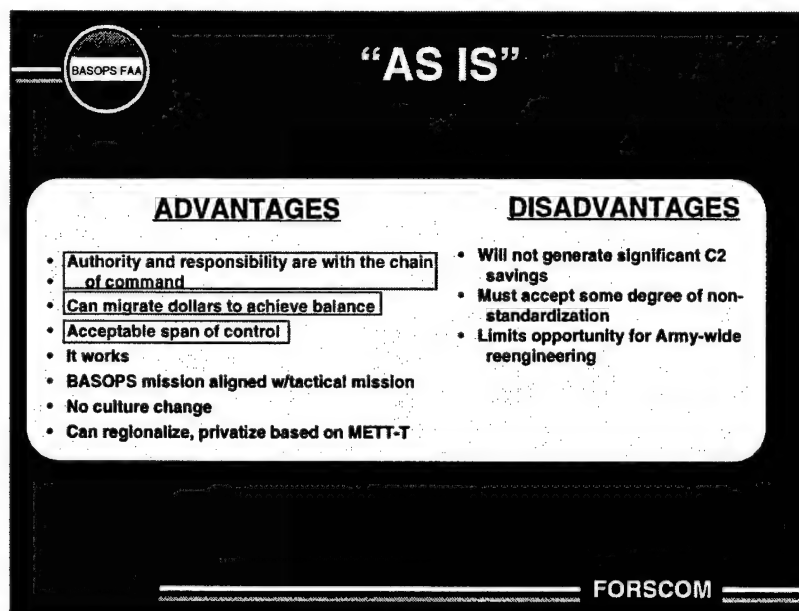 BASOPS FAA
"AS IS"
ADVANTAGES
• Authority and responsibility are with the chain
• of command
• Can migrate dollars to achieve balance
• Acceptable span of control
• It works
• BASOPS mission aligned w/tactical mission
• No culture change
• Can regionalize, privatize based on METT-T
DISADVANTAGES
• Will not generate significant C2
savings
• Must accept some degree of non-
standardization
• Limits opportunity for Army-wide
reengineering
FORSCOM